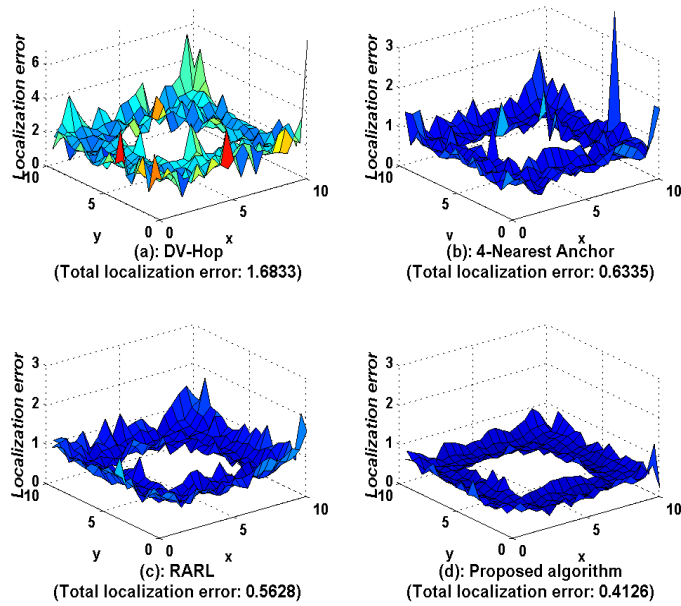 Localization error
6
4
2
0
10
5
0
y
0
5
10
x
(a): DV-Hop
(Total localization error: 1.6833)
Localization error
3
2
1
0
10
5
0
y
0
5
10
x
(b): 4-Nearest Anchor
(Total localization error: 0.6335)
Localization error
3
2
1
0
10
5
0
y
0
5
10
x
(c): RARL
(Total localization error: 0.5628)
Localization error
3
2
1
0
10
5
0
y
0
5
10
x
(d): Proposed algorithm
(Total localization error: 0.4126)